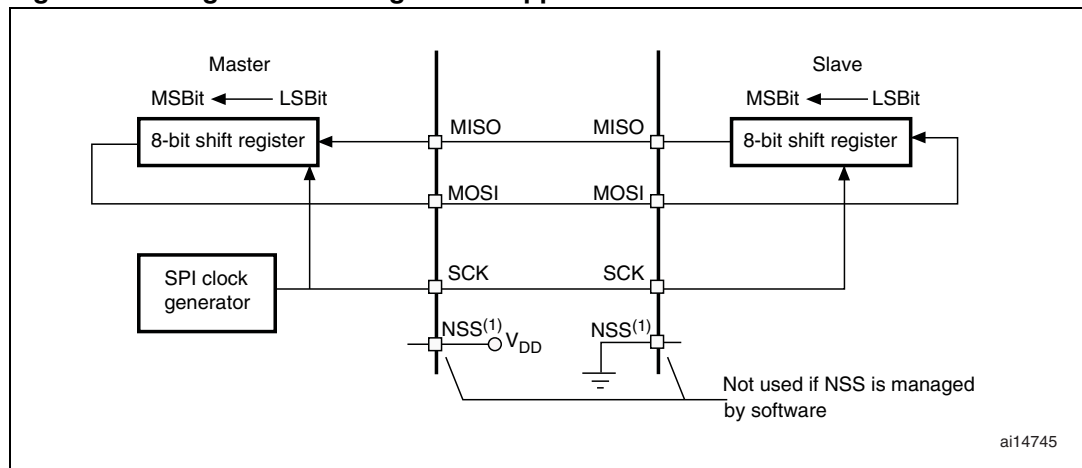 Master
MSBit LSBit
8-bit shift register
SPI clock
generator
MISO
MOSI
SCK
NSS(1)
VDD
MISO
MOSI
SCK
NSS(1)
Slave
MSBit LSBit
8-bit shift register
Not used if NSS is managed
by software
ai14745